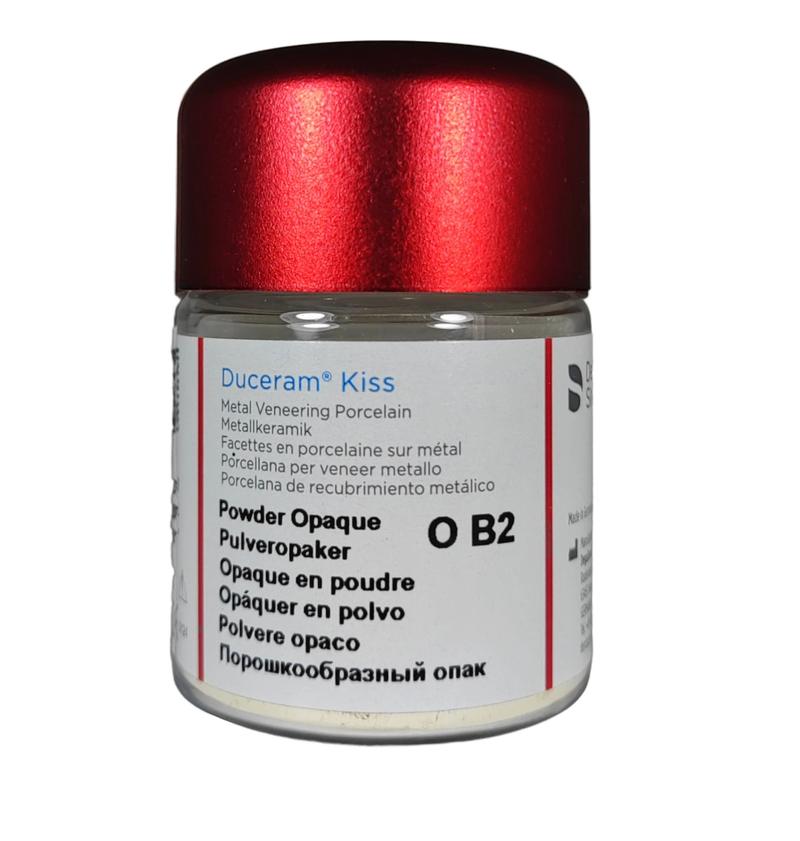 Duceram® Kiss
Metal Veneering Porcelain
Metallkeramik
Facettes en porcelaine sur métal
Porcellana per veneer metallo
Porcelana de recubrimiento metálico
Powder Opaque
O B2
Pulveropaker
Opaque en poudre
Opáquer en polvo
Polvere opaco
Порошкообразный опак
Made